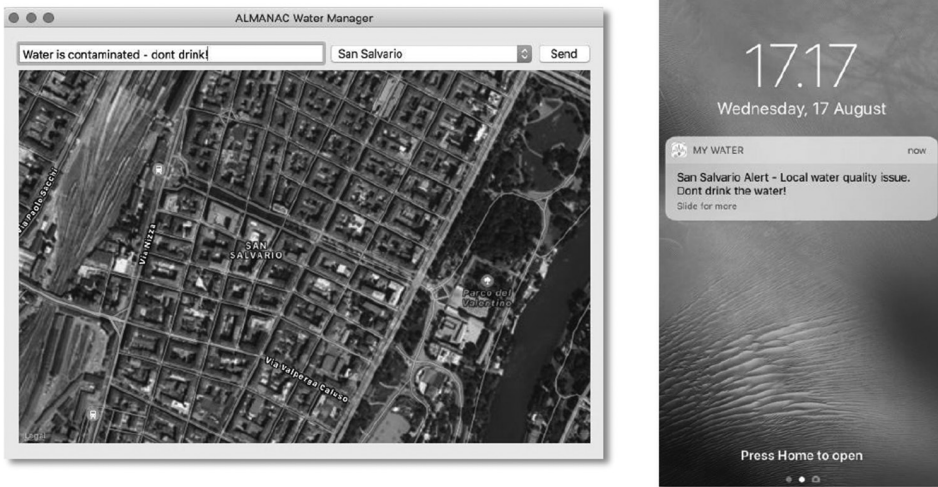 ALMANAC Water Manager
Water is contaminated - dont drink!
San Salvario
Send
Via Paolo Sacchi
Via Nizza
SAN
SALVARIO
Parco del
Valentino
Via Valperga Caluso
Legal
17.17
Wednesday, 17 August
MY WATER
now
San Salvario Alert - Local water quality issue.
Dont drink the water!
Slide for more
Press Home to open